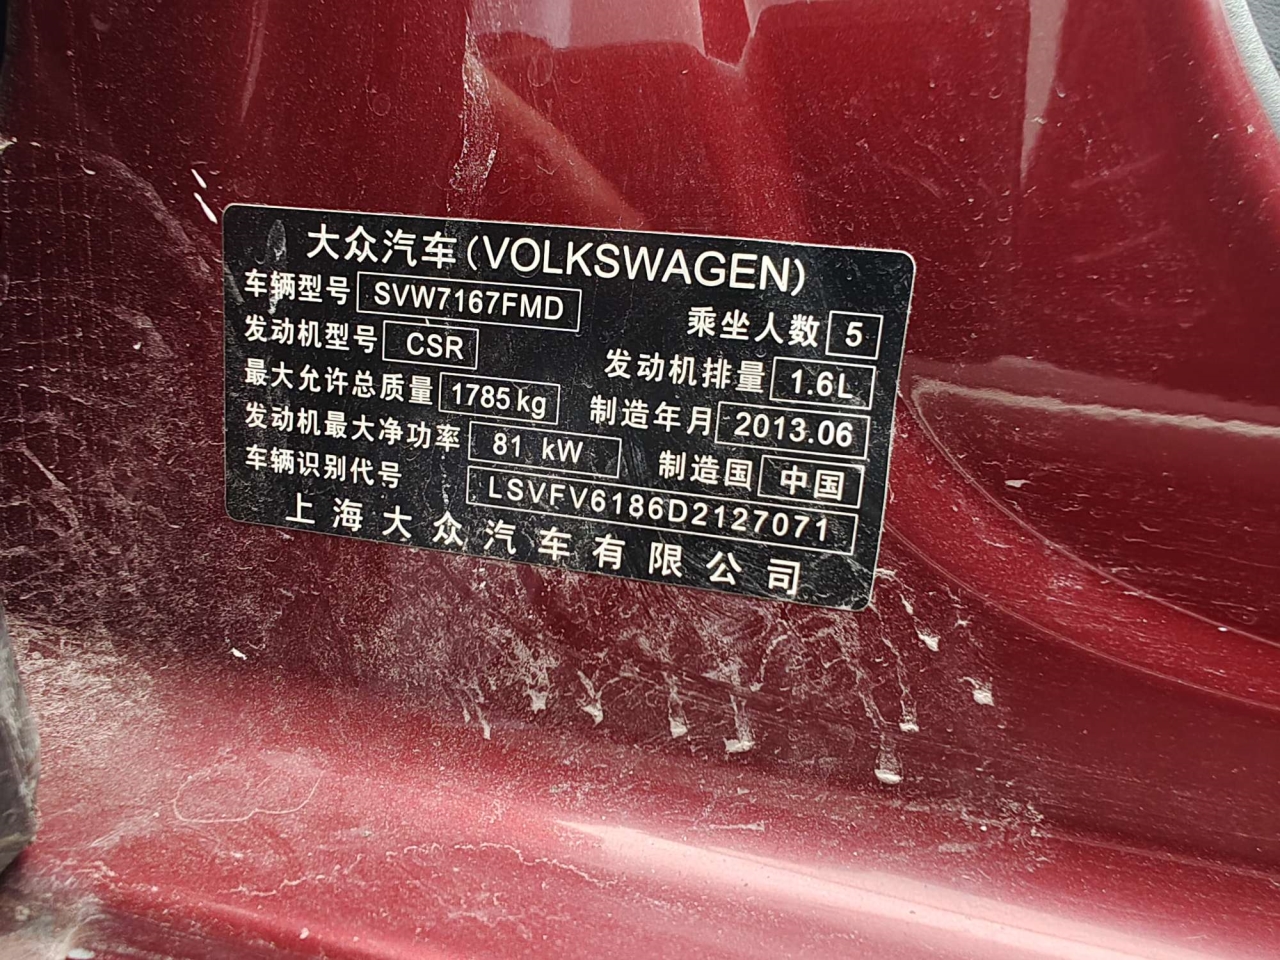 大众汽车(VOLKSWAGEN)
车辆型号 SVW7167FMD 乘坐人数 5
发动机型号 CSR 发动机排量 1.6L
最大允许总质量 1785kg 制造年月 2013.06
发动机最大净功率 81 kW 制造国 中国
车辆识别代号 LSVFV6186D2127071
上海大众汽车有限公司